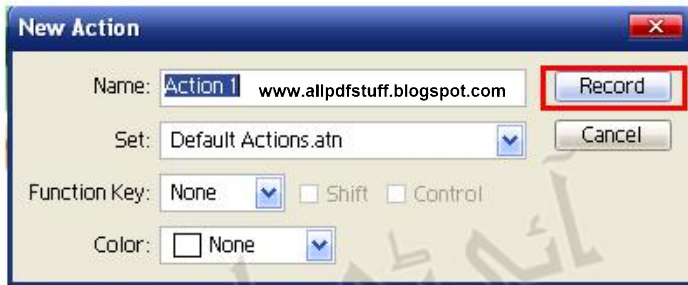 New Action
Name: Action 1 www.allpdfstuff.blogspot.com Record
Set: Default Actions.atn Cancel
Function Key: None Shift Control
Color: None